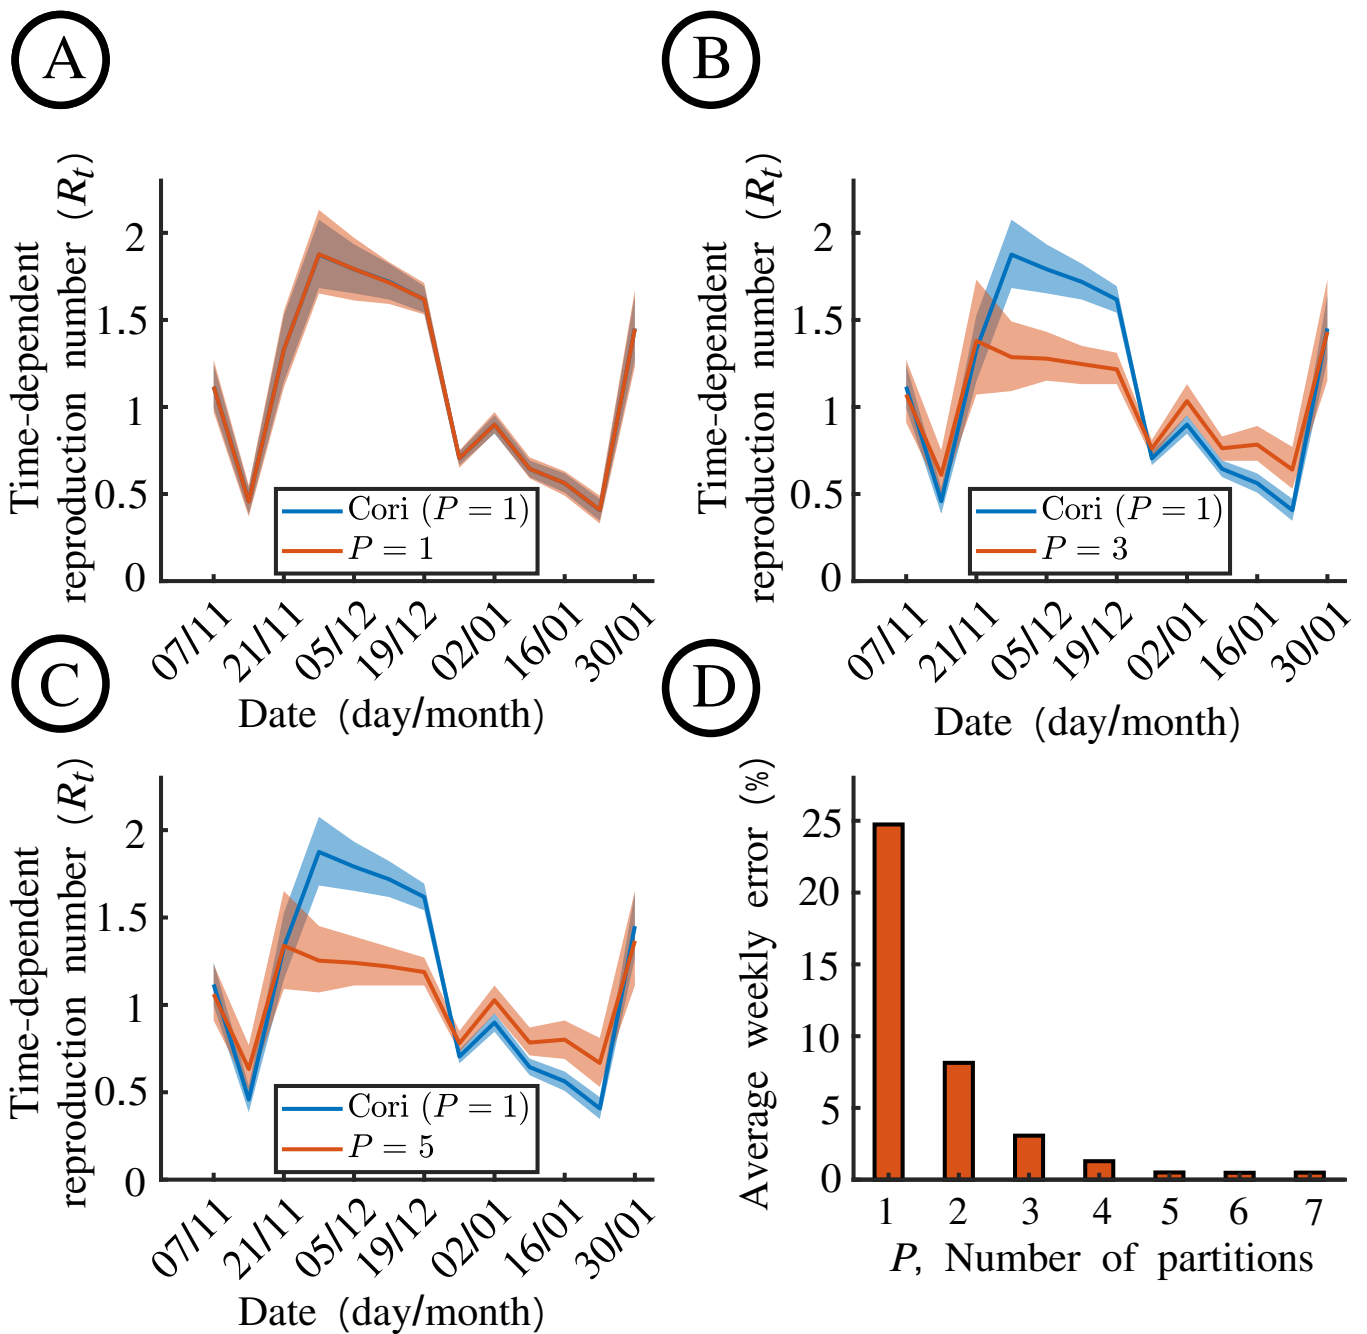 A
Time-dependent
reproduction number (Rt)
2
1.5
1
0.5
0
Cori (P = 1)
P = 1
07/11
21/11
05/12
19/12
02/01
16/01
30/01
Date (day/month)
B
Time-dependent
reproduction number (Rt)
2
1.5
1
0.5
0
Cori (P = 1)
P = 3
07/11
21/11
05/12
19/12
02/01
16/01
30/01
Date (day/month)
C
Time-dependent
reproduction number (Rt)
2
1.5
1
0.5
0
Cori (P = 1)
P = 5
07/11
21/11
05/12
19/12
02/01
16/01
30/01
Date (day/month)
D
Average weekly error (%)
25
20
15
10
5
0
1 2 3 4 5 6 7
P, Number of partitions